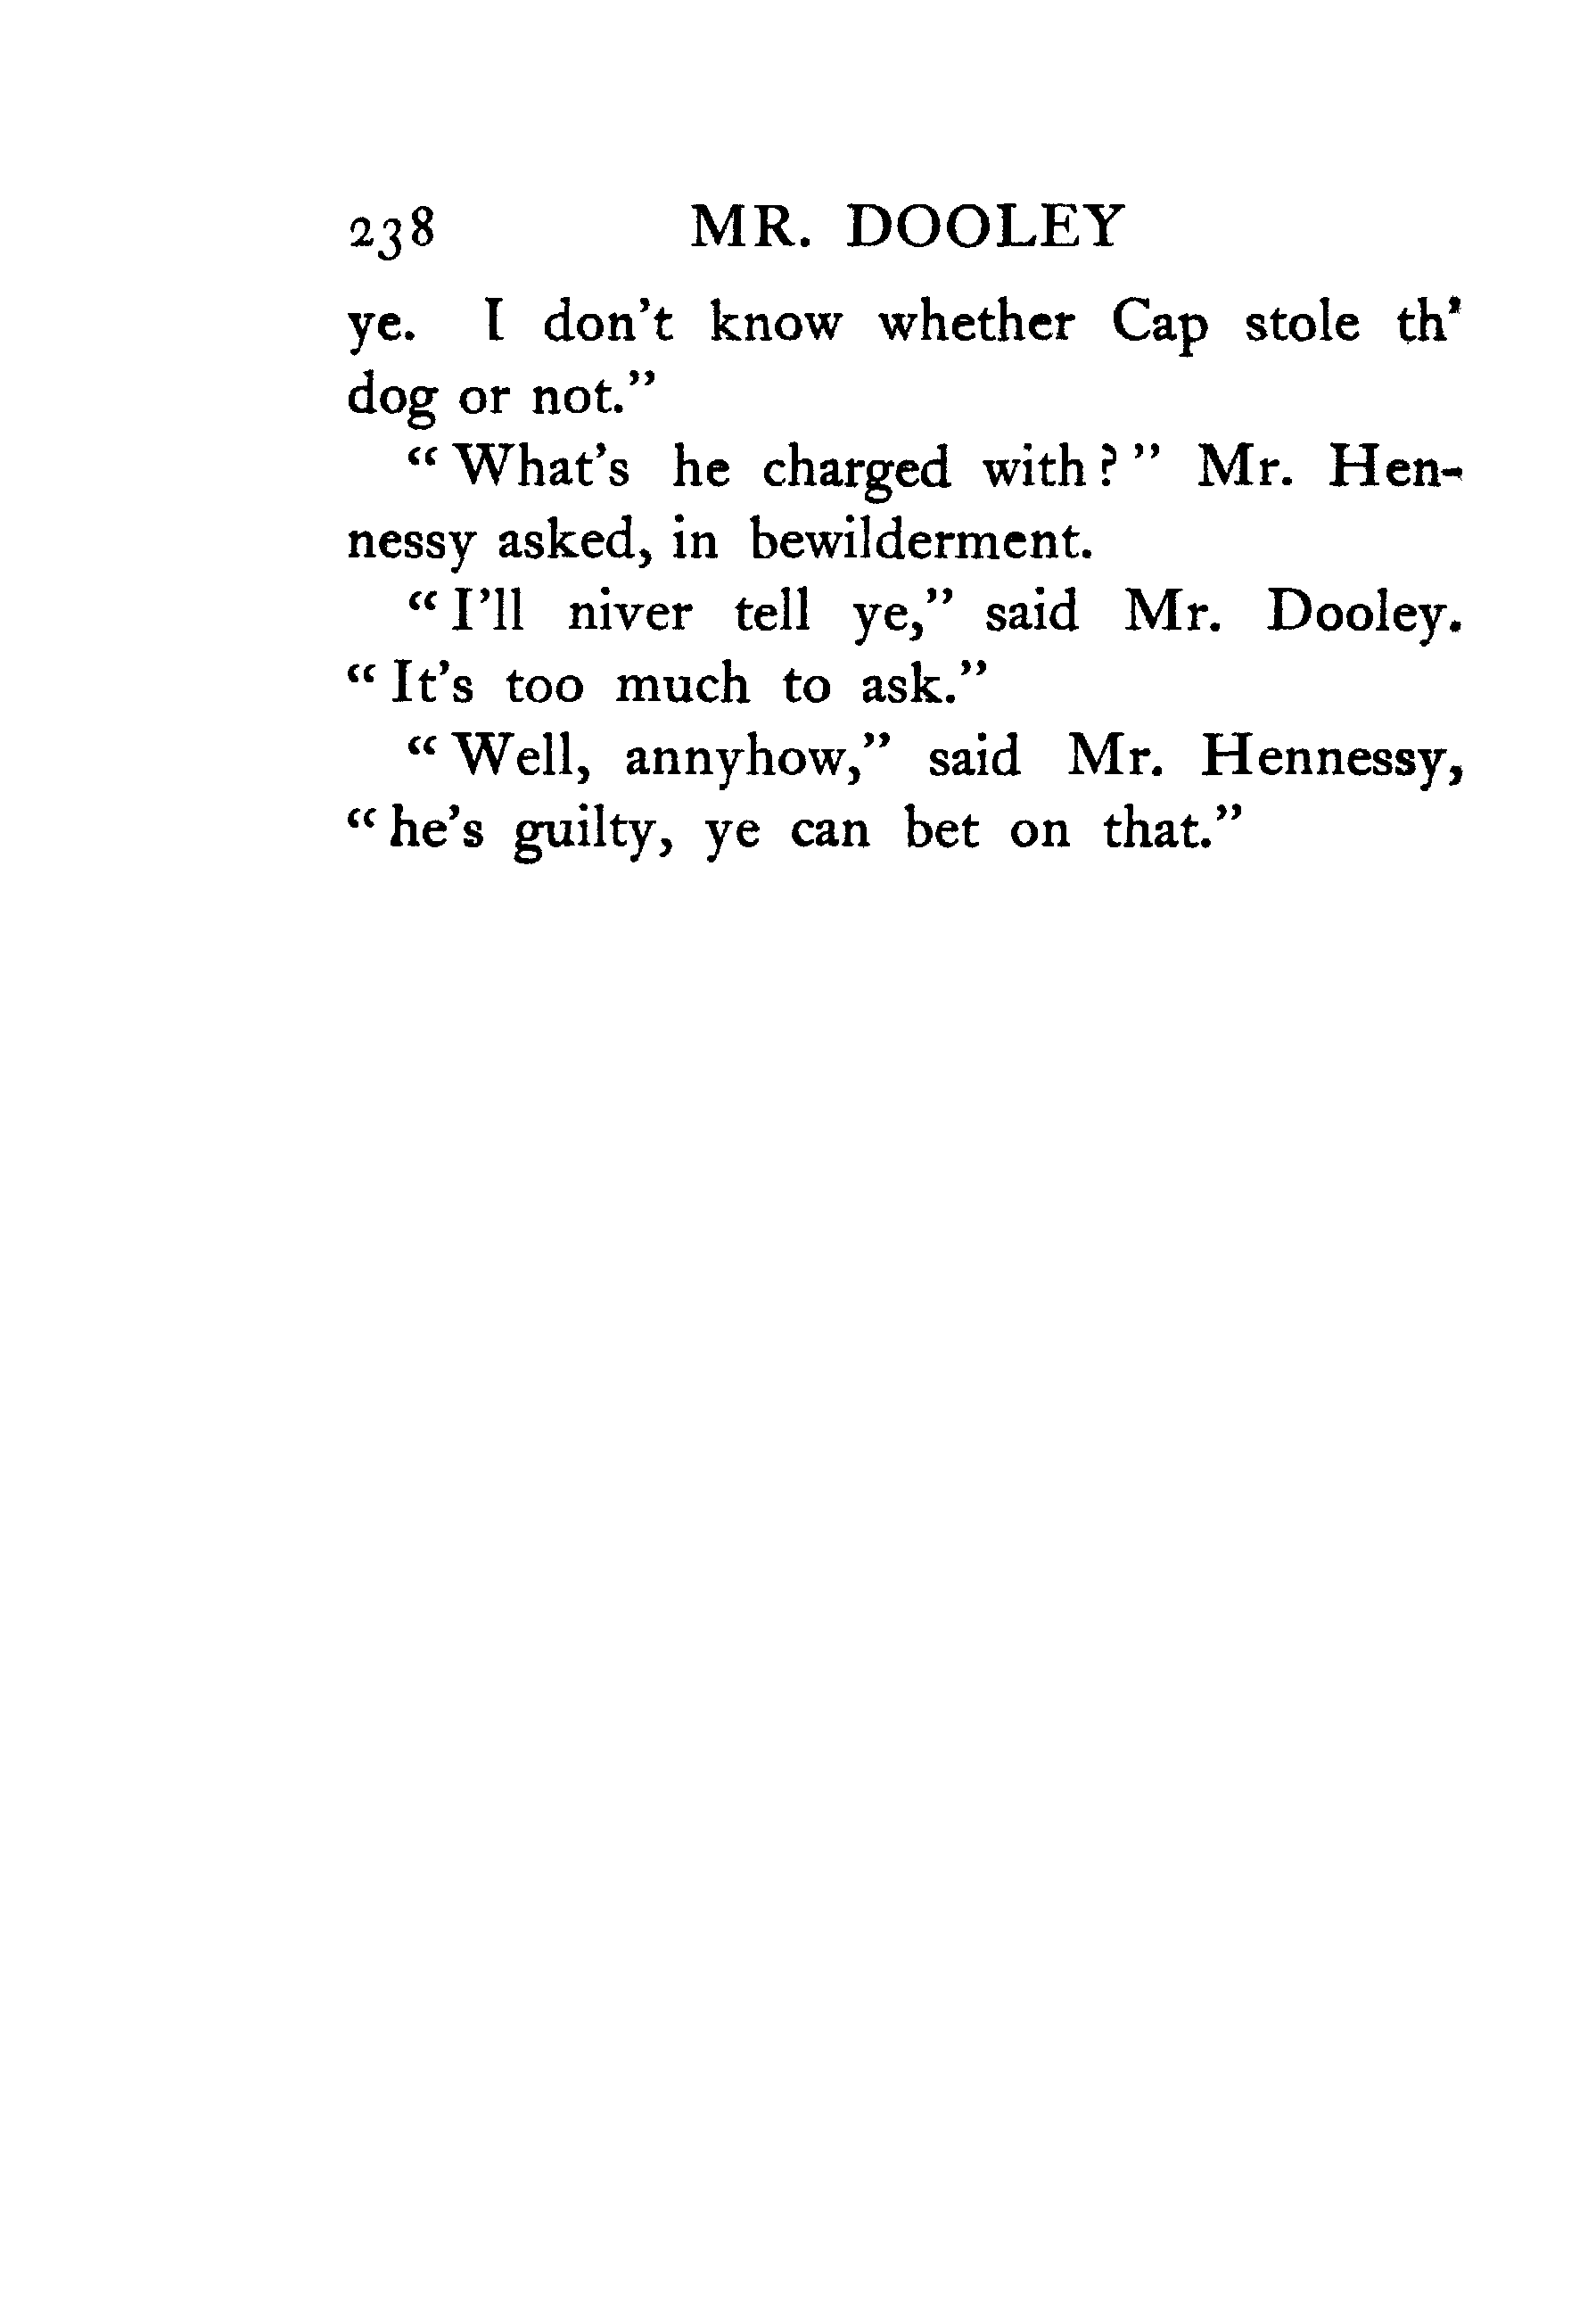 238 MR. DOOLEY
ye. I don't know whether Cap stole th'
dog or not."
"What's he charged with?" Mr. Hen-
nessy asked, in bewilderment.
"I'll niver tell ye," said Mr. Dooley.
"It's too much to ask."
"Well, annyhow," said Mr. Hennessy,
"he's guilty, ye can bet on that."